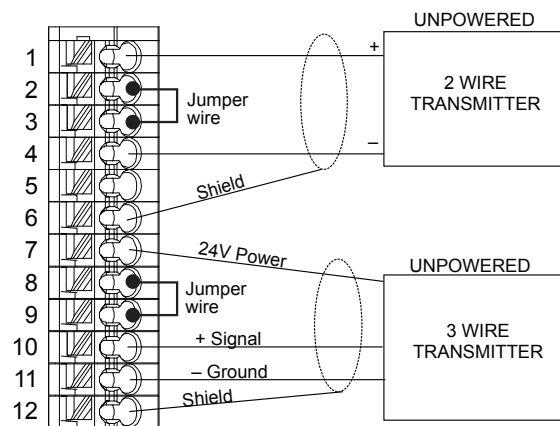 UNPOWERED
1
+
2 WIRE
TRANSMITTER
2
3
Jumper
wire
4
–
5
Shield
6
7
24V Power
UNPOWERED
8
9
Jumper
wire
10
+ Signal
3 WIRE
TRANSMITTER
11
– Ground
12
Shield